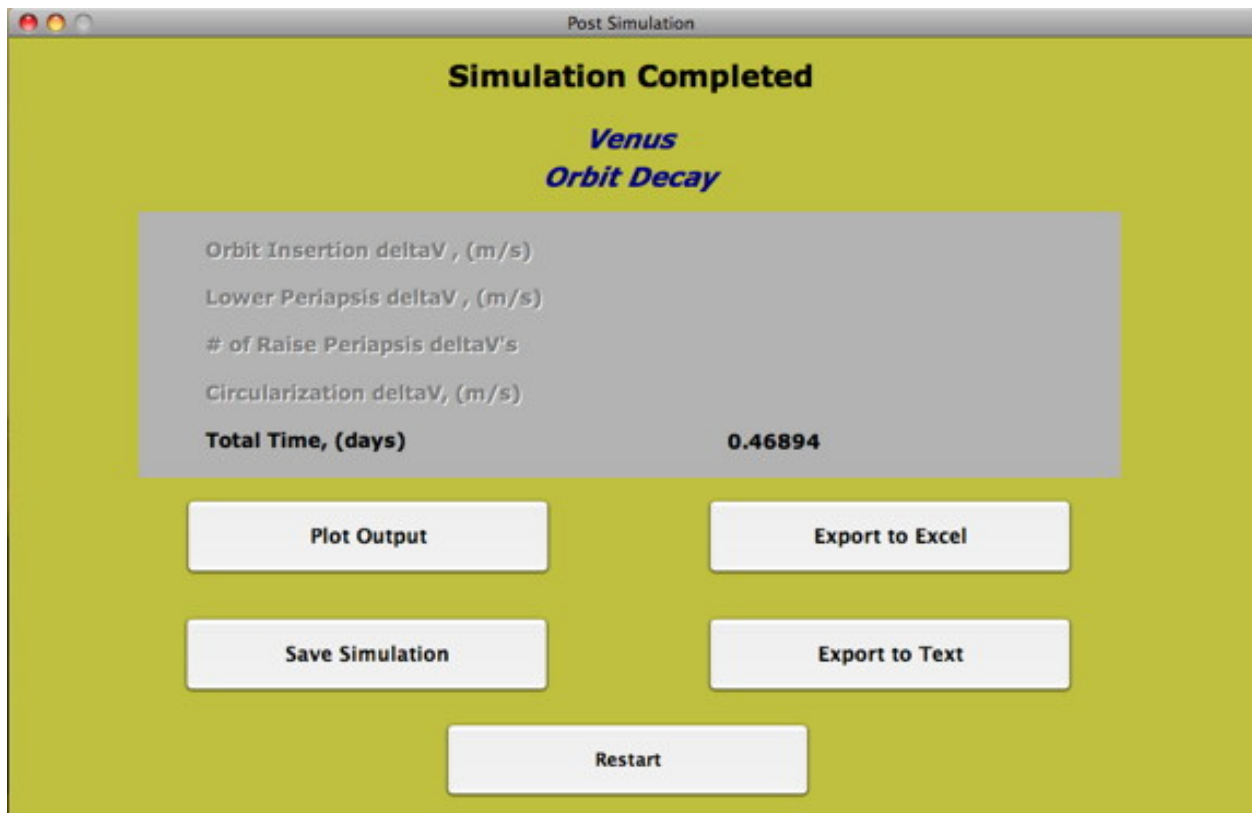 Post Simulation
Simulation Completed
Venus
Orbit Decay
Orbit Insertion deltaV , (m/s)
Lower Periapsis deltaV , (m/s)
# of Raise Periapsis deltaV's
Circularization deltaV, (m/s)
Total Time, (days) 0.46894
Plot Output Export to Excel
Save Simulation Export to Text
Restart